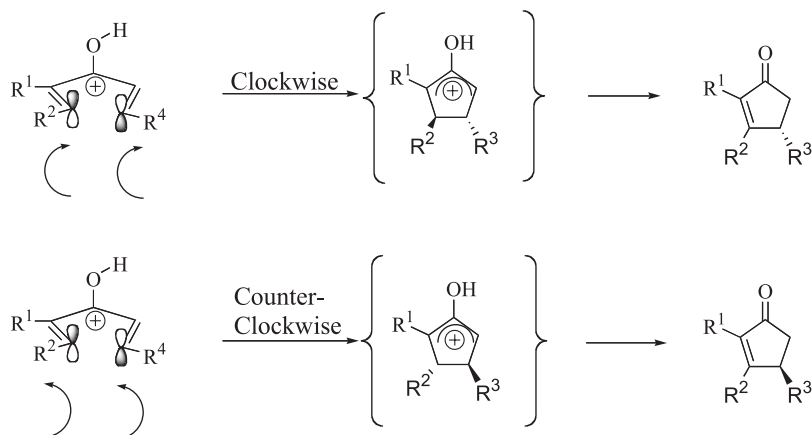 O H
R¹ + R² R⁴
Clockwise
OH
R¹ + R² R³
O
R¹ R² R³
O H
R¹ + R² R⁴
Counter-
Clockwise
OH
R¹ + R² R³
O
R¹ R² R³